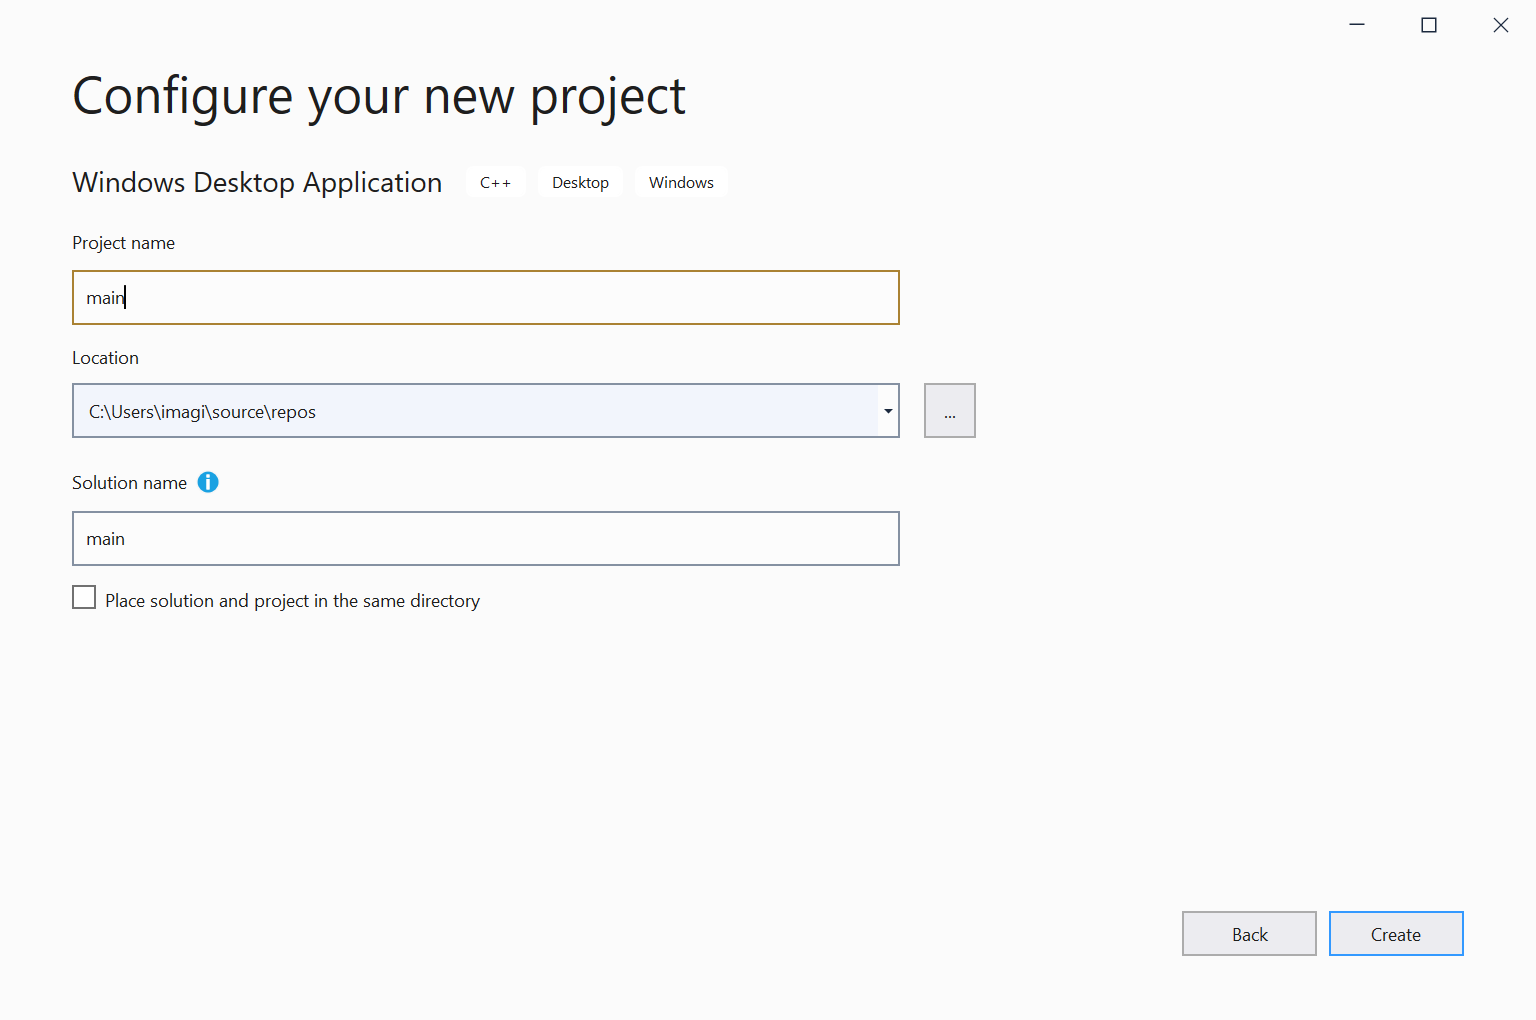 Configure your new project
Windows Desktop Application C++ Desktop Windows
Project name
main
Location
C:\Users\imagi\source\repos ...
Solution name
main
Place solution and project in the same directory
Back Create